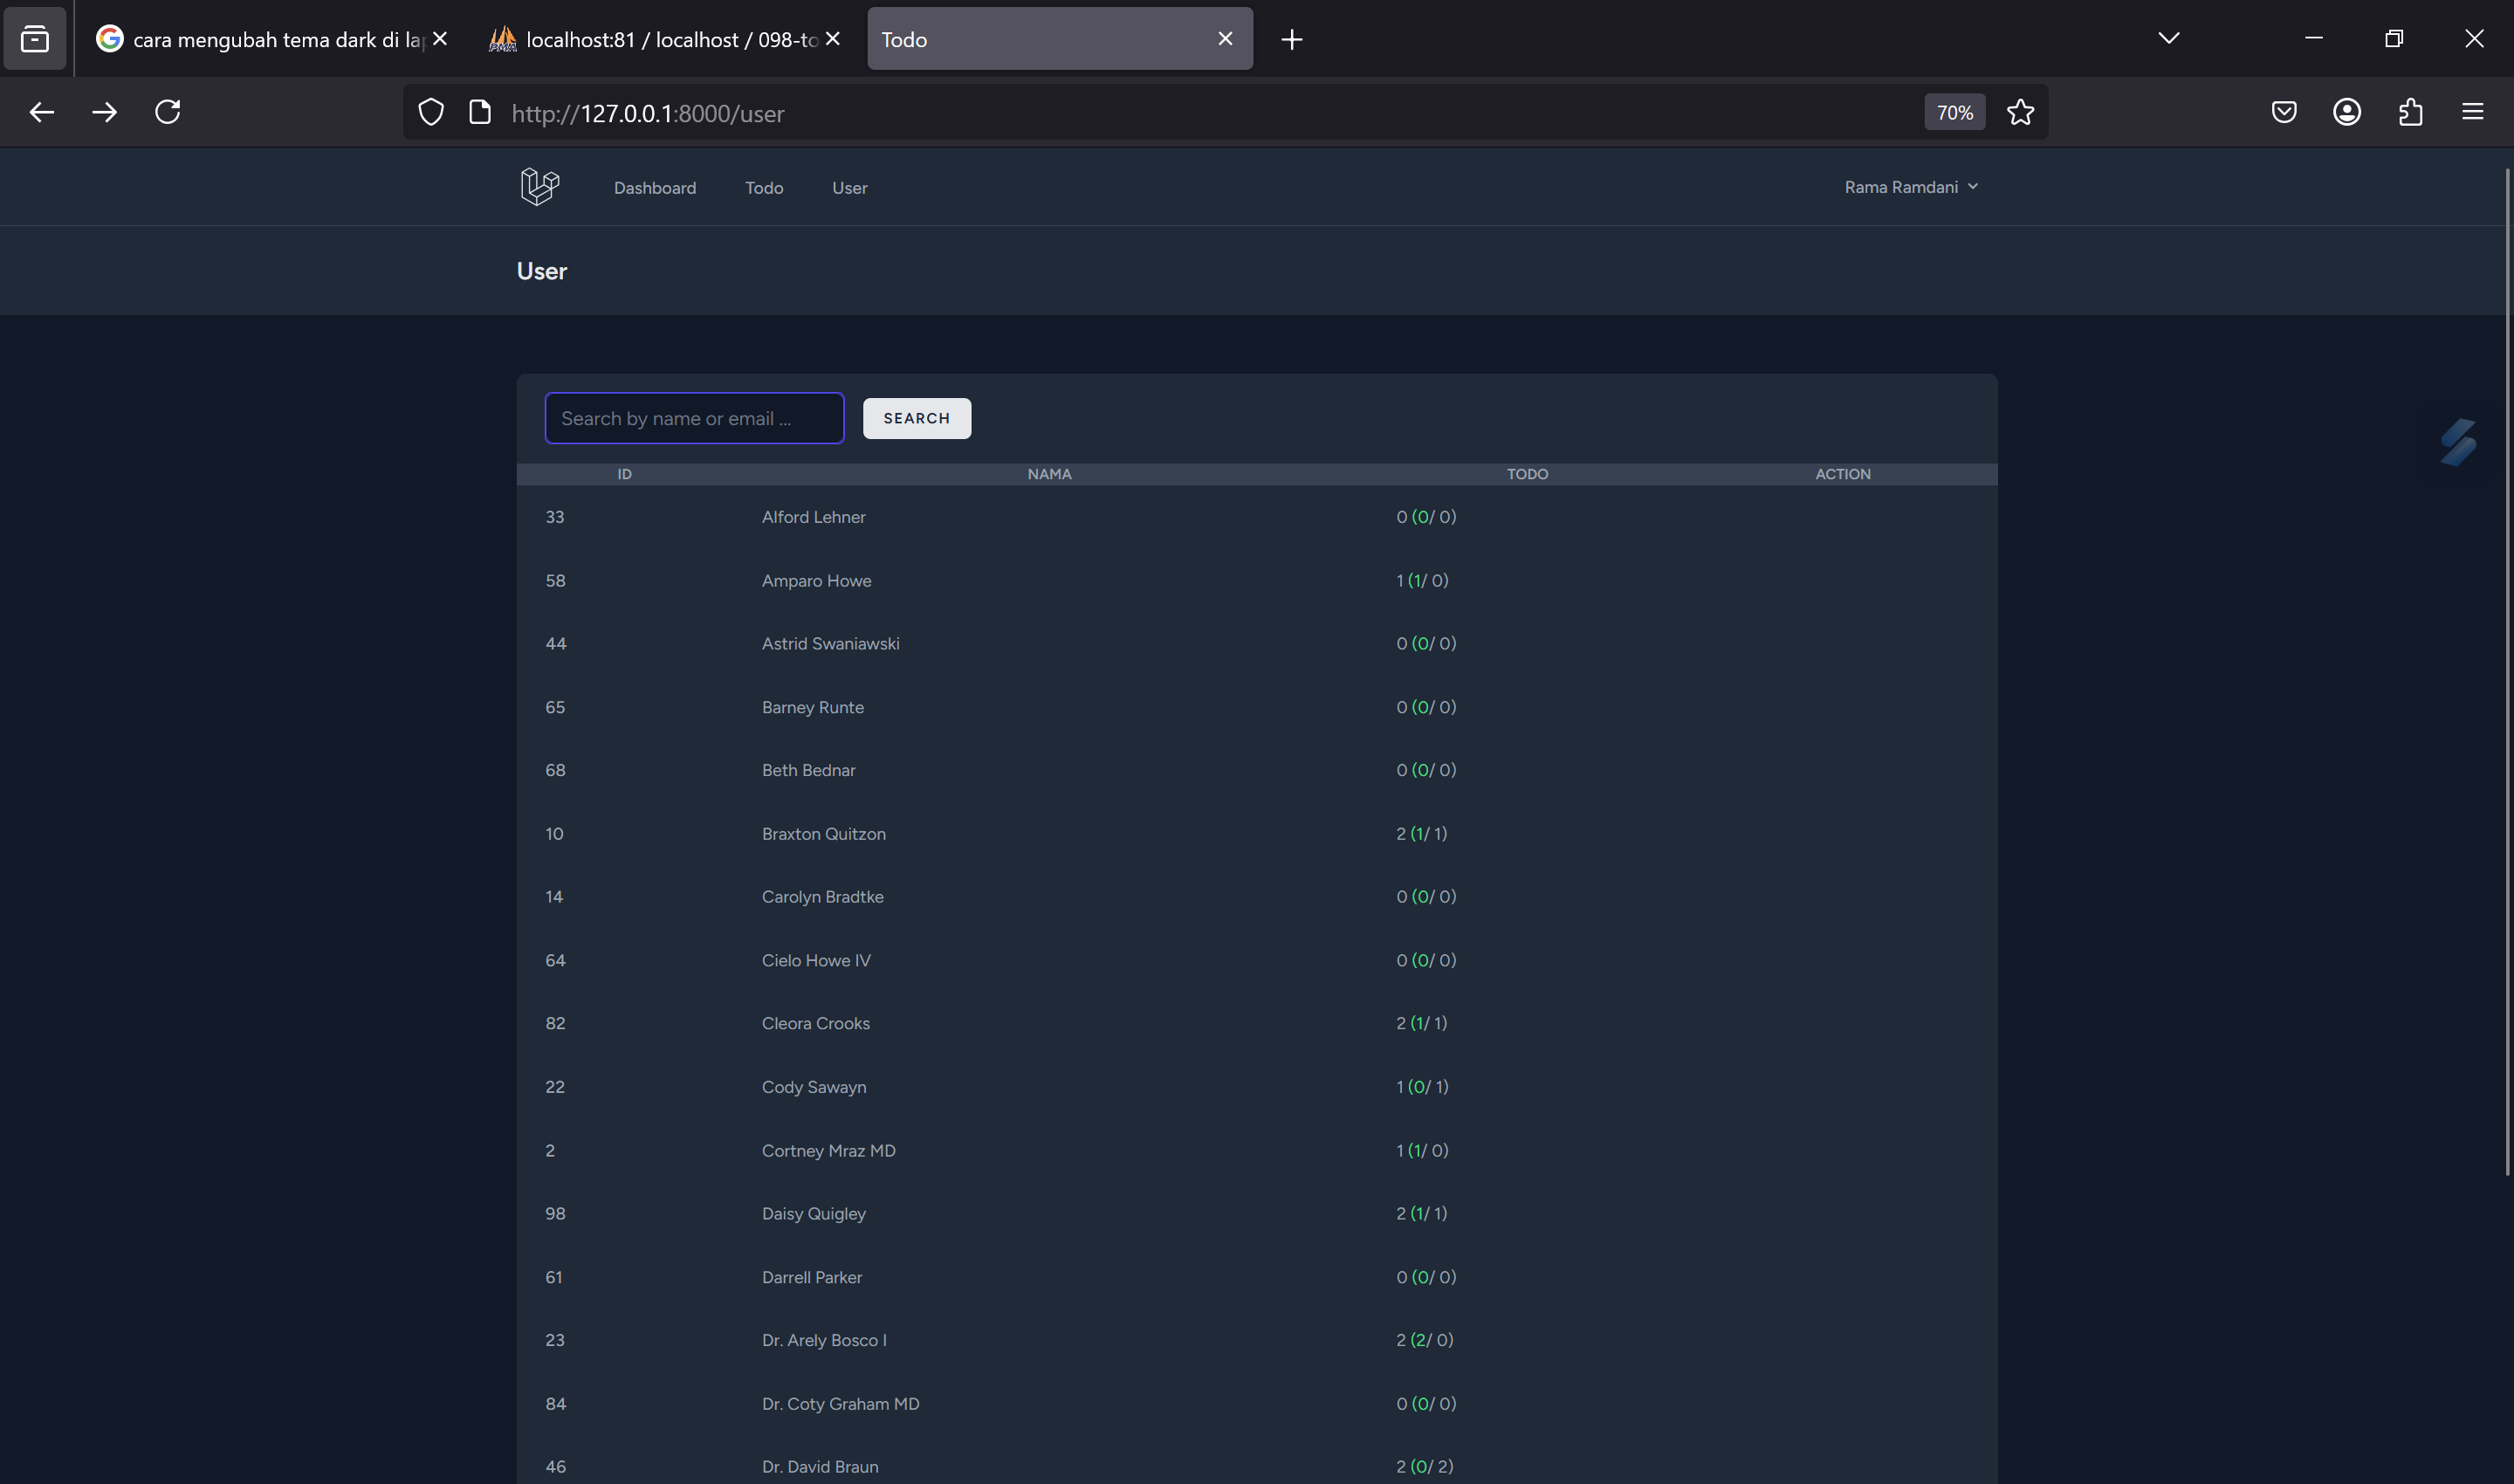 cara mengubah tema dark di la
localhost:81 / localhost / 098-to
Todo
http://127.0.0.1:8000/user
70%
Dashboard
Todo
User
Rama Ramdani
User
Search by name or email ...
SEARCH
ID NAMA TODO ACTION
33 Alford Lehner 0 (0/ 0)
58 Amparo Howe 1 (1/ 0)
44 Astrid Swaniawski 0 (0/ 0)
65 Barney Runte 0 (0/ 0)
68 Beth Bednar 0 (0/ 0)
10 Braxton Quitzon 2 (1/ 1)
14 Carolyn Bradtke 0 (0/ 0)
64 Cielo Howe IV 0 (0/ 0)
82 Cleora Crooks 2 (1/ 1)
22 Cody Sawayn 1 (0/ 1)
2 Cortney Mraz MD 1 (1/ 0)
98 Daisy Quigley 2 (1/ 1)
61 Darrell Parker 0 (0/ 0)
23 Dr. Arely Bosco I 2 (2/ 0)
84 Dr. Coty Graham MD 0 (0/ 0)
46 Dr. David Braun 2 (0/ 2)